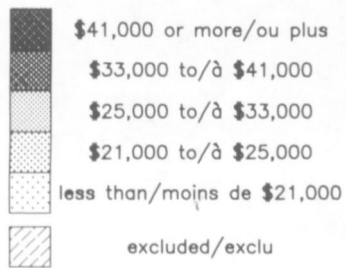 $41,000 or more/ou plus
$33,000 to/à $41,000
$25,000 to/à $33,000
$21,000 to/à $25,000
less than/moins de $21,000
excluded/exclu